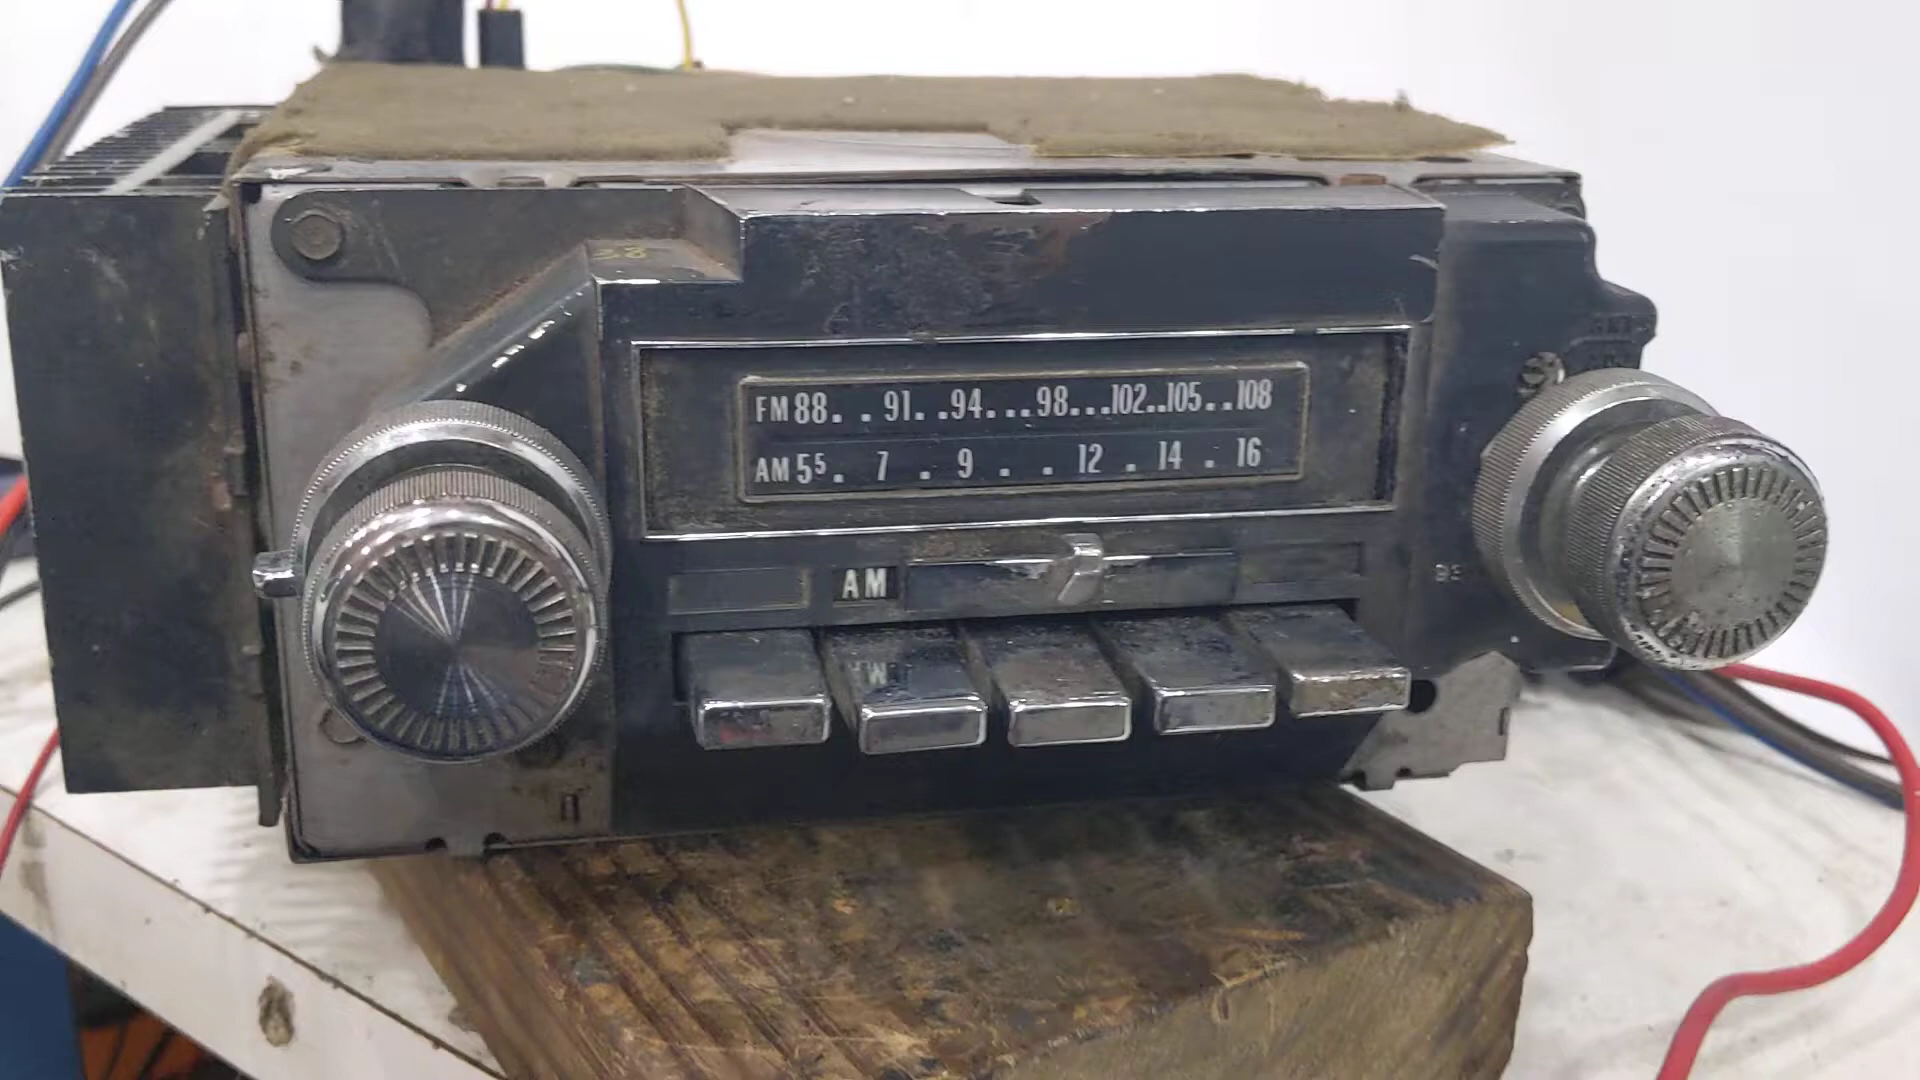 FM 88. . 91. .94. . .98. . .102. .105. .108
AM 5⁵. 7 . 9 . . 12 . 14 . 16
AM